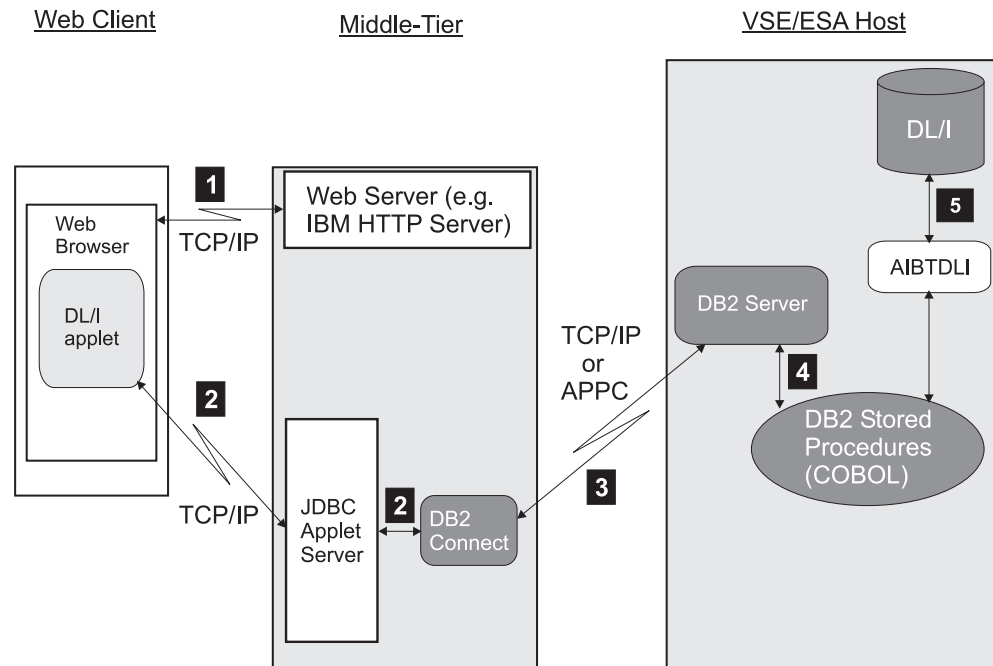 Web Client
Middle-Tier
VSE/ESA Host
DL/I
1
Web Server (e.g.
IBM HTTP Server)
TCP/IP
5
Web
Browser
AIBTDLI
DL/I
applet
DB2 Server
TCP/IP
or
APPC
4
2
DB2 Stored
Procedures
(COBOL)
3
TCP/IP
JDBC
Applet
Server
2
DB2
Connect